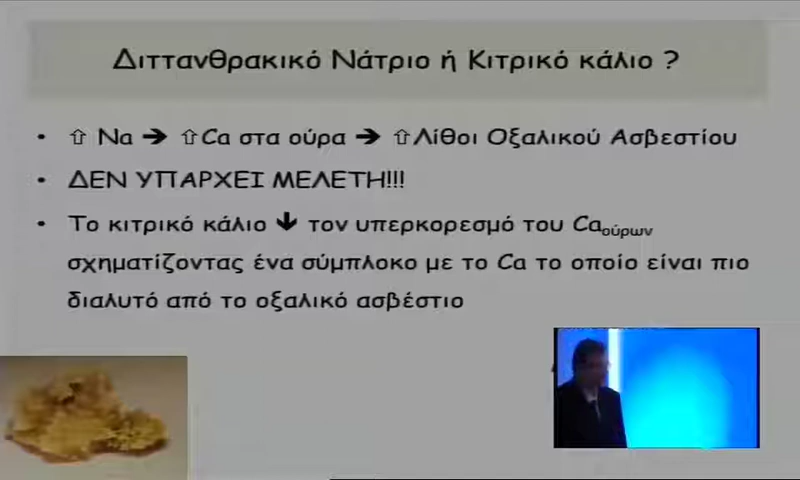 Διττανθρακικό Νάτριο ή Κιτρικό κάλιο ?
• ⇧ Na ➔ ⇧Ca στα ούρα ➔ ⇧Λίθοι Οξαλικού Ασβεστίου
• ΔΕΝ ΥΠΑΡΧΕΙ ΜΕΛΕΤΗ!!!
• Το κιτρικό κάλιο 🡻 τον υπερκορεσμό του Caούρων
σχηματίζοντας ένα σύμπλοκο με το Ca το οποίο είναι πιο
διαλυτό από το οξαλικό ασβέστιο